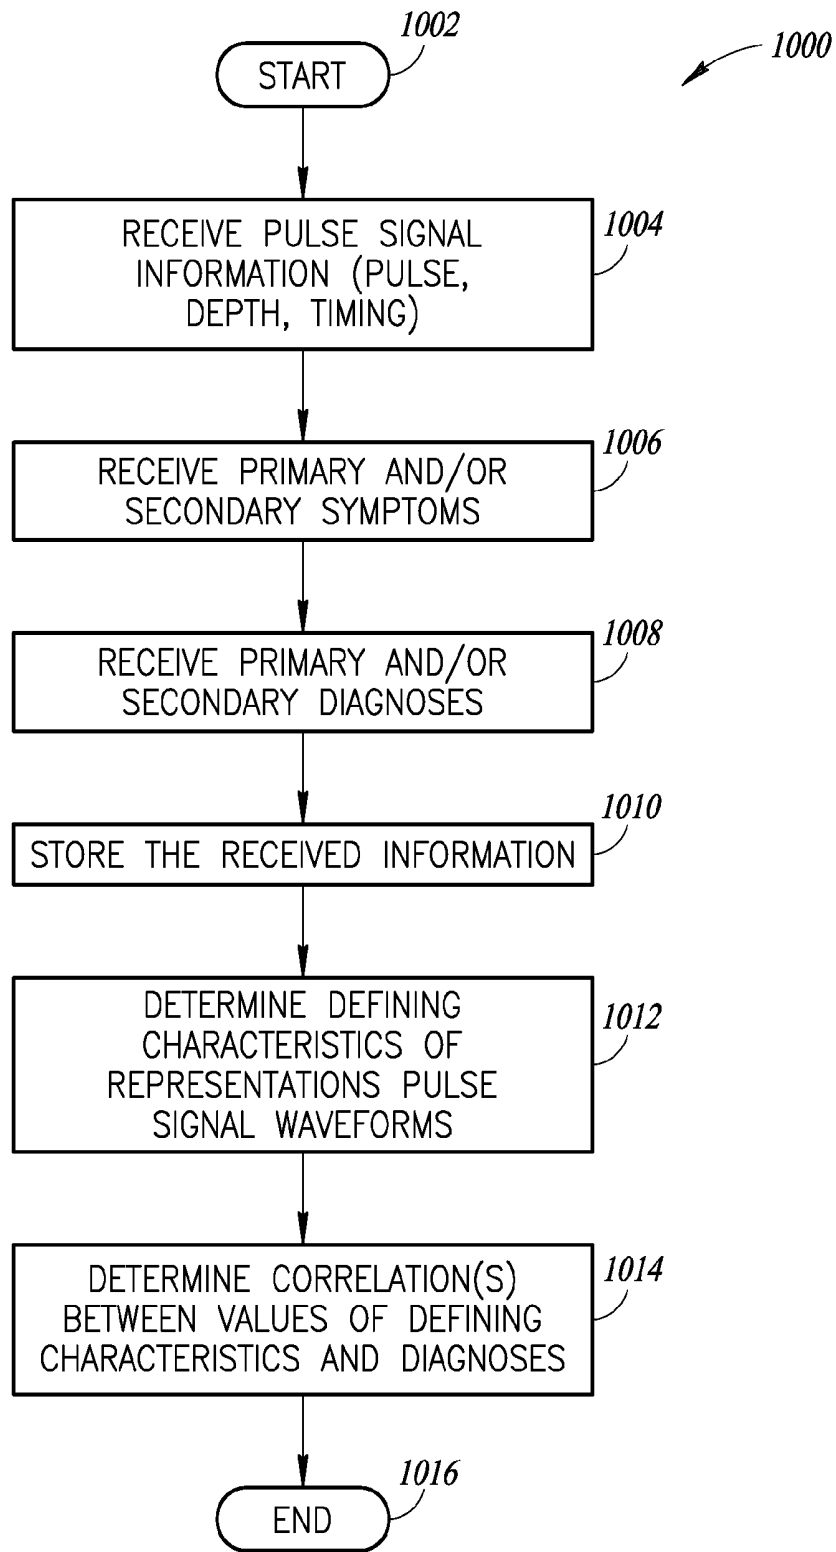 1002
1000
START
RECEIVE PULSE SIGNAL
INFORMATION (PULSE,
DEPTH, TIMING)
1004
RECEIVE PRIMARY AND/OR
SECONDARY SYMPTOMS
1006
RECEIVE PRIMARY AND/OR
SECONDARY DIAGNOSES
1008
STORE THE RECEIVED INFORMATION
1010
DETERMINE DEFINING
CHARACTERISTICS OF
REPRESENTATIONS PULSE
SIGNAL WAVEFORMS
1012
DETERMINE CORRELATION(S)
BETWEEN VALUES OF DEFINING
CHARACTERISTICS AND DIAGNOSES
1014
END
1016